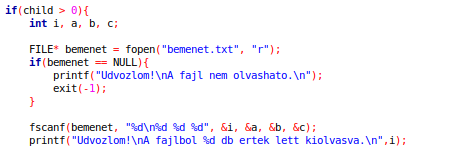 if(child > 0){
int i, a, b, c;
FILE* bemenet = fopen("bemenet.txt", "r");
if(bemenet == NULL){
printf("Udvozlom!\nA fajl nem olvashato.\n");
exit(-1);
}
fscanf(bemenet, "%d\n%d %d %d", &i, &a, &b, &c);
printf("Udvozlom!\nA fajlbol %d db ertek lett kiolvasva.\n",i);